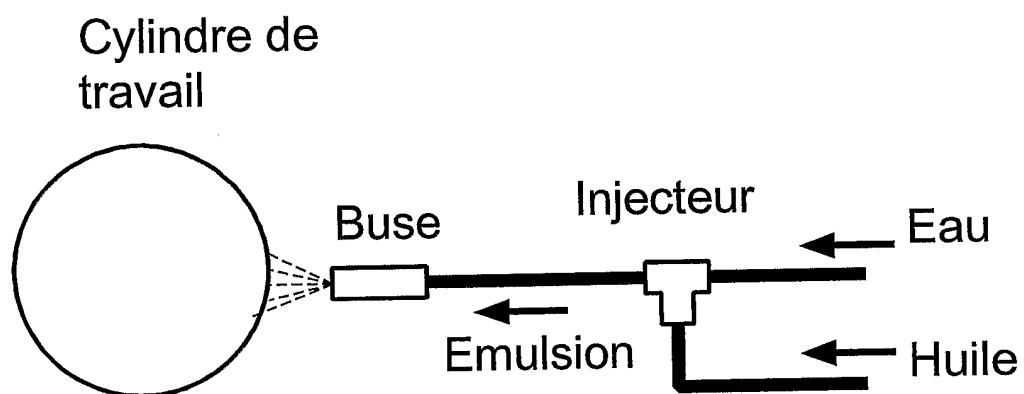 Cylindre de
travail
Buse
Injecteur
Eau
Emulsion
Huile